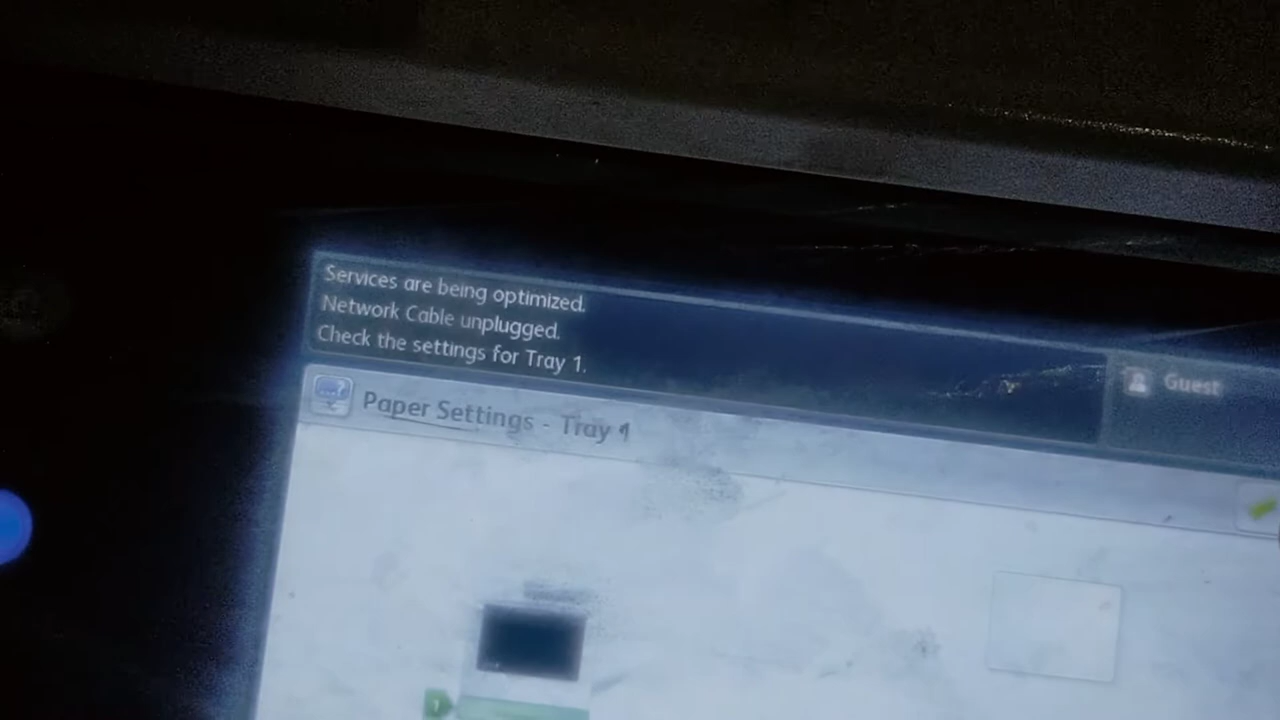 Services are being optimized.
Network Cable unplugged.
Check the settings for Tray 1.
Guest
Paper Settings - Tray 1